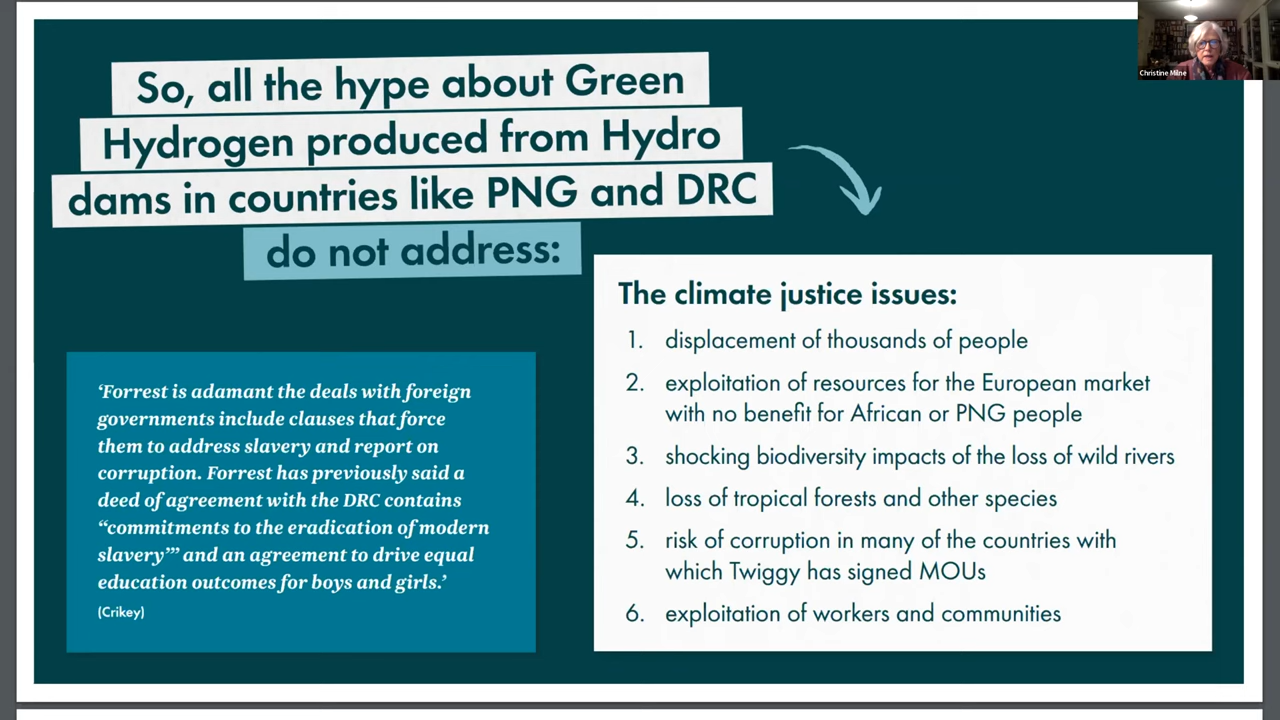 So, all the hype about Green
Hydrogen produced from Hydro
dams in countries like PNG and DRC
do not address:
‘Forrest is adamant the deals with foreign
governments include clauses that force
them to address slavery and report on
corruption. Forrest has previously said a
deed of agreement with the DRC contains
“commitments to the eradication of modern
slavery”’ and an agreement to drive equal
education outcomes for boys and girls.’
(Crikey)
The climate justice issues:
1. displacement of thousands of people
2. exploitation of resources for the European market
with no benefit for African or PNG people
3. shocking biodiversity impacts of the loss of wild rivers
4. loss of tropical forests and other species
5. risk of corruption in many of the countries with
which Twiggy has signed MOUs
6. exploitation of workers and communities
Christine Milne